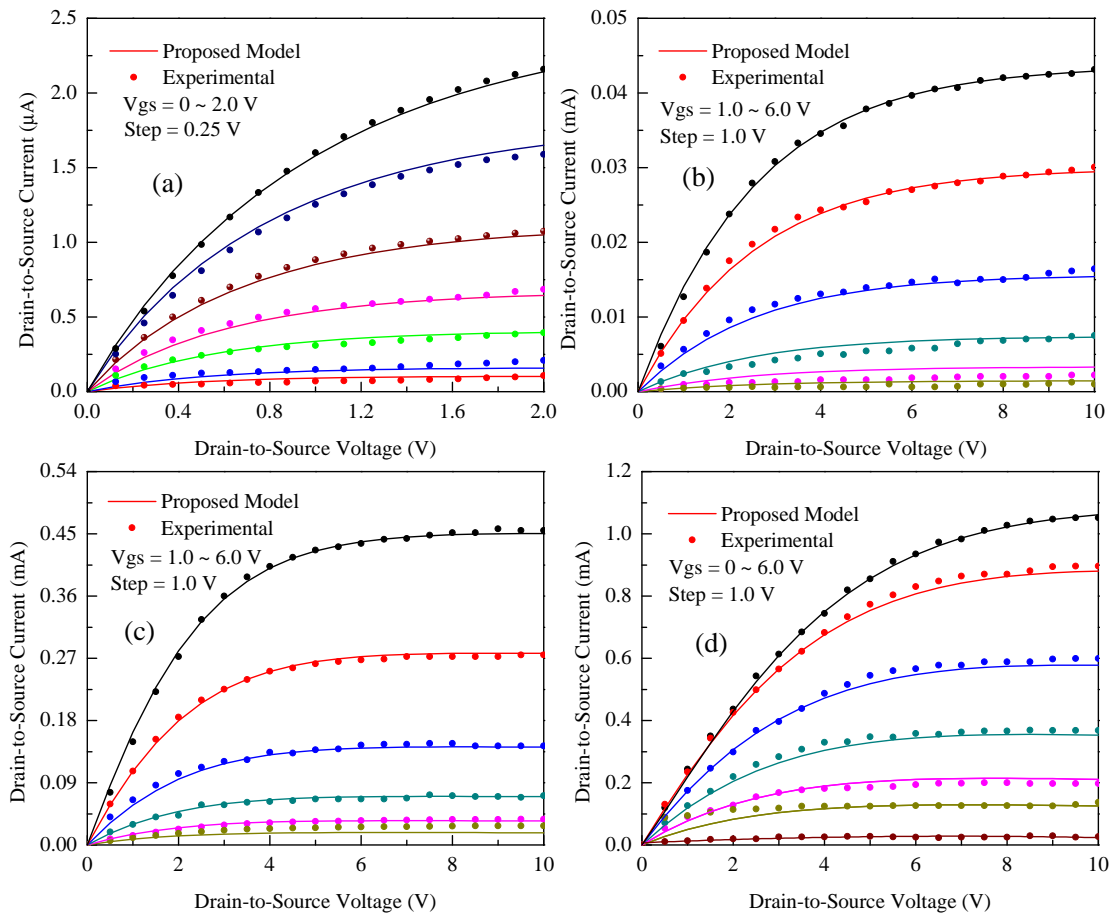 2.5
2.0
1.5
1.0
0.5
0.0
Drain-to-Source Current (μA)
Proposed Model
Experimental
Vgs = 0 ~ 2.0 V
Step = 0.25 V
(a)
0.0 0.4 0.8 1.2 1.6 2.0
Drain-to-Source Voltage (V)
0.05
0.04
0.03
0.02
0.01
0.00
Drain-to-Source Current (mA)
Proposed Model
Experimental
Vgs = 1.0 ~ 6.0 V
Step = 1.0 V
(b)
0 2 4 6 8 10
Drain-to-Source Voltage (V)
0.54
0.45
0.36
0.27
0.18
0.09
0.00
Drain-to-Source Current (mA)
Proposed Model
Experimental
Vgs = 1.0 ~ 6.0 V
Step = 1.0 V
(c)
0 2 4 6 8 10
Drain-to-Source Voltage (V)
1.2
1.0
0.8
0.6
0.4
0.2
0.0
Drain-to-Source Current (mA)
Proposed Model
Experimental
Vgs = 0 ~ 6.0 V
Step = 1.0 V
(d)
0 2 4 6 8 10
Drain-to-Source Voltage (V)